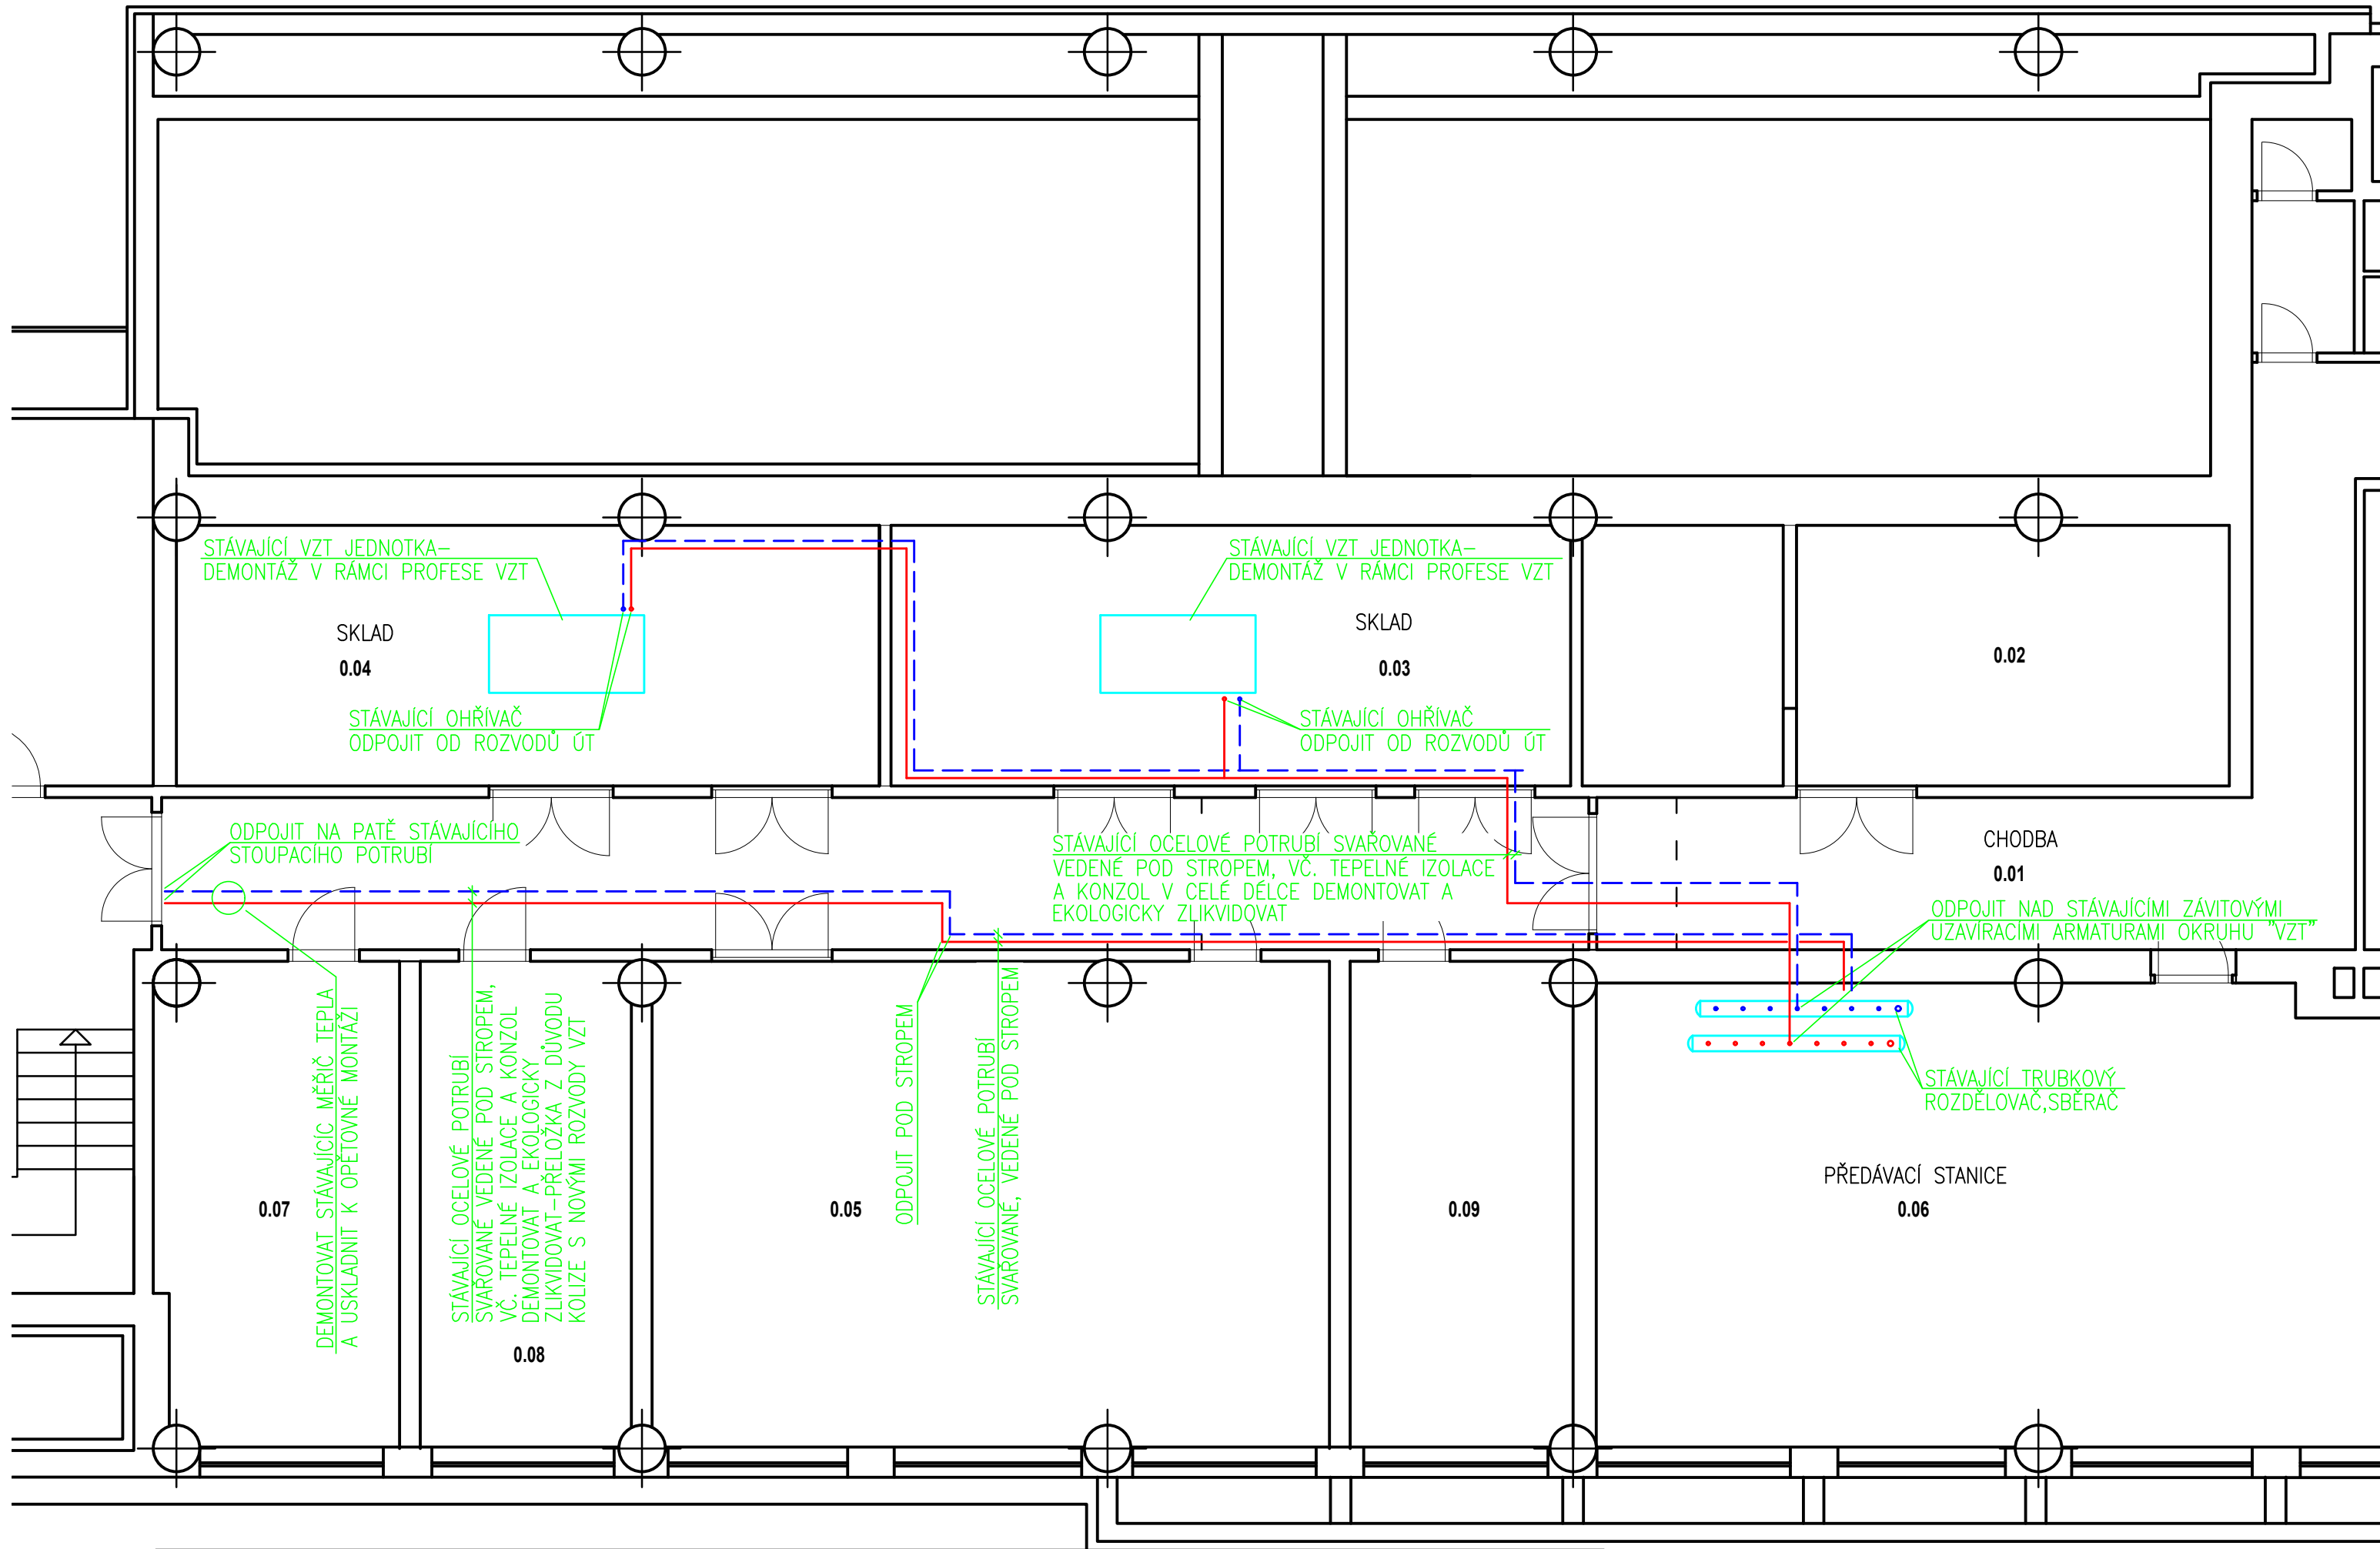 STÁVAJÍCÍ VZT JEDNOTKA–
DEMONTÁŽ V RÁMCI PROFESE VZT
STÁVAJÍCÍ VZT JEDNOTKA–
DEMONTÁŽ V RÁMCI PROFESE VZT
SKLAD
0.04
SKLAD
0.03
0.02
STÁVAJÍCÍ OHŘÍVAČ
ODPOJIT OD ROZVODŮ ÚT
STÁVAJÍCÍ OHŘÍVAČ
ODPOJIT OD ROZVODŮ ÚT
ODPOJIT NA PATĚ STÁVAJÍCÍHO
STOUPACÍHO POTRUBÍ
STÁVAJÍCÍ OCELOVÉ POTRUBÍ SVAŘOVANÉ
VEDENÉ POD STROPEM, VČ. TEPELNÉ IZOLACE
A KONZOL V CELÉ DÉLCE DEMONTOVAT A
EKOLOGICKY ZLIKVIDOVAT
CHODBA
0.01
ODPOJIT NAD STÁVAJÍCÍMI ZÁVITOVÝMI
UZAVÍRACÍMI ARMATURAMI OKRUHU "VZT"
STÁVAJÍCÍ TRUBKOVÝ
ROZDĚLOVAČ,SBĚRAČ
DEMONTOVAT STÁVAJÍCÍC MĚŘIČ TEPLA
A USKLADNIT K OPĚTOVNÉ MONTÁŽI
STÁVAJÍCÍ OCELOVÉ POTRUBÍ
SVAŘOVANÉ VEDENÉ POD STROPEM,
VČ. TEPELNÉ IZOLACE A KONZOL
DEMONTOVAT A EKOLOGICKY
ZLIKVIDOVAT–PŘELOŽKA Z DŮVODU
KOLIZE S NOVÝMI ROZVODY VZT
ODPOJIT POD STROPEM
STÁVAJÍCÍ OCELOVÉ POTRUBÍ
SVAŘOVANÉ, VEDENÉ POD STROPEM
0.07
0.08
0.05
0.09
PŘEDÁVACÍ STANICE
0.06